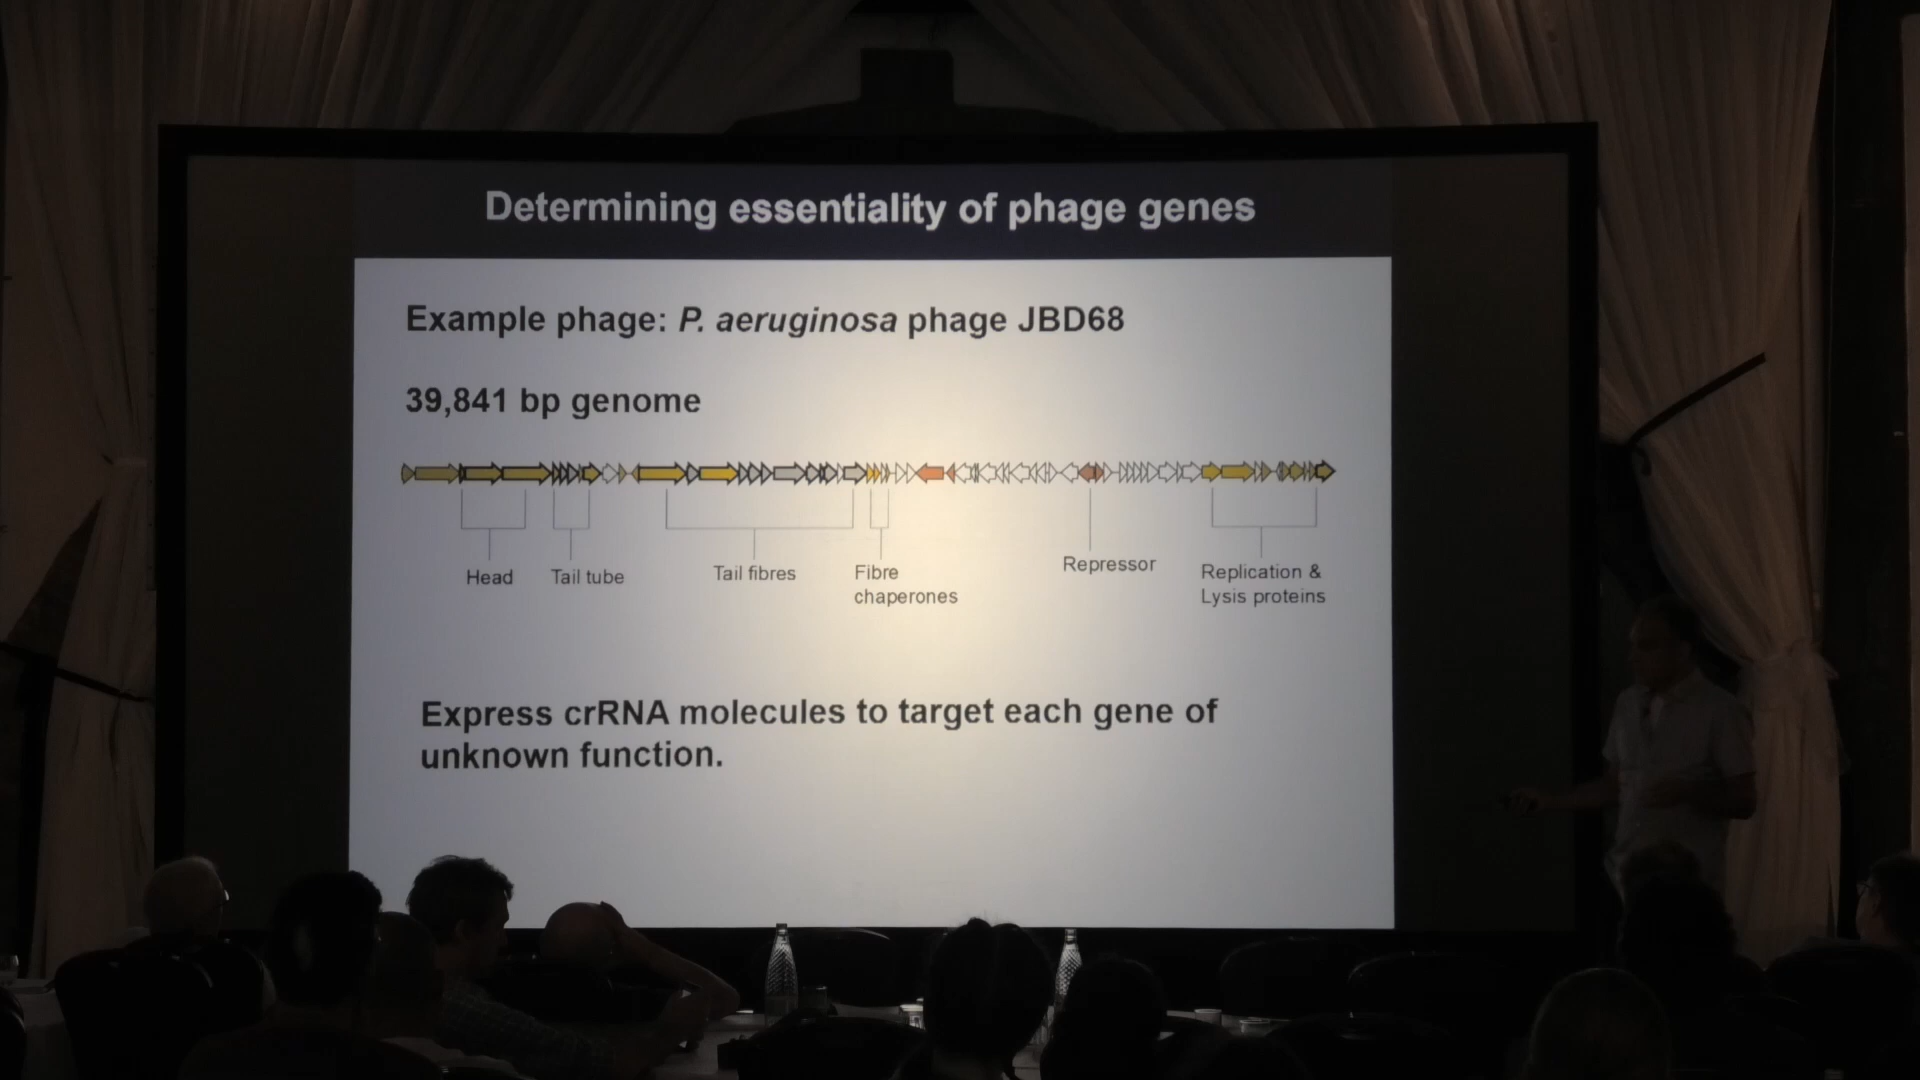 Determining essentiality of phage genes
Example phage: P. aeruginosa phage JBD68
39,841 bp genome
Head
Tail tube
Tail fibres
Fibre
chaperones
Repressor
Replication &
Lysis proteins
Express crRNA molecules to target each gene of
unknown function.